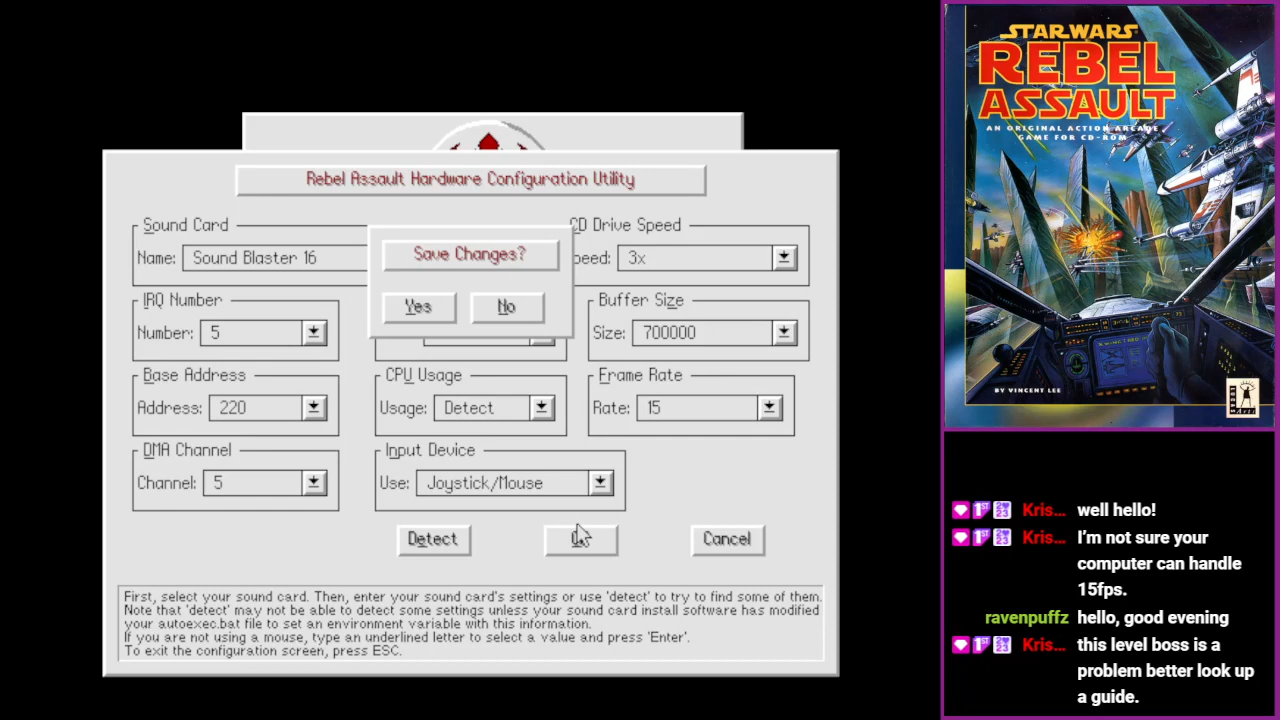 Rebel Assault Hardware Configuration Utility
Sound Card
Name: Sound Blaster 16
CD Drive Speed
3x
Save Changes?
Yes No
IRQ Number
Number: 5
Buffer Size
Size: 700000
Base Address
Address: 220
CPU Usage
Usage: Detect
Frame Rate
Rate: 15
DMA Channel
Channel: 5
Input Device
Use: Joystick/Mouse
Detect
Cancel
First, select your sound card. Then, enter your sound card's settings or use 'detect' to try to find some of them.
Note that 'detect' may not be able to detect some settings unless your sound card install software has modified
your autoexec.bat file to set an environment variable with this information.
If you are not using a mouse, type an underlined letter to select a value and press 'Enter'.
To exit the configuration screen, press ESC.
STAR WARS
REBEL
ASSAULT
AN ORIGINAL ACTION ARCADE
GAME FOR CD-ROM
BY VINCENT LEE
Kris... well hello!
Kris... I'm not sure your
computer can handle
15fps.
ravenpuffz hello, good evening
Kris... this level boss is a
problem better look up
a guide.